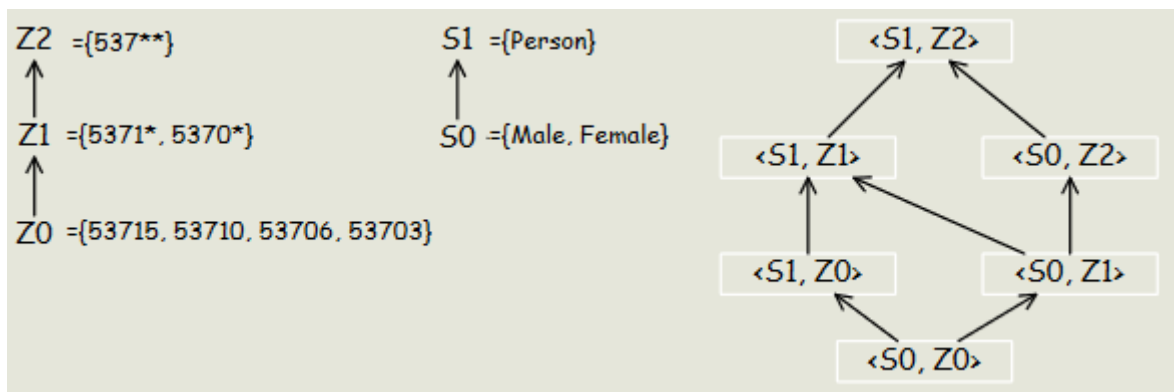 Z2 ={537**}
Z1 ={5371*, 5370*}
Z0 ={53715, 53710, 53706, 53703}
S1 ={Person}
S0 ={Male, Female}
<S1, Z2>
<S1, Z1>
<S0, Z2>
<S1, Z0>
<S0, Z1>
<S0, Z0>